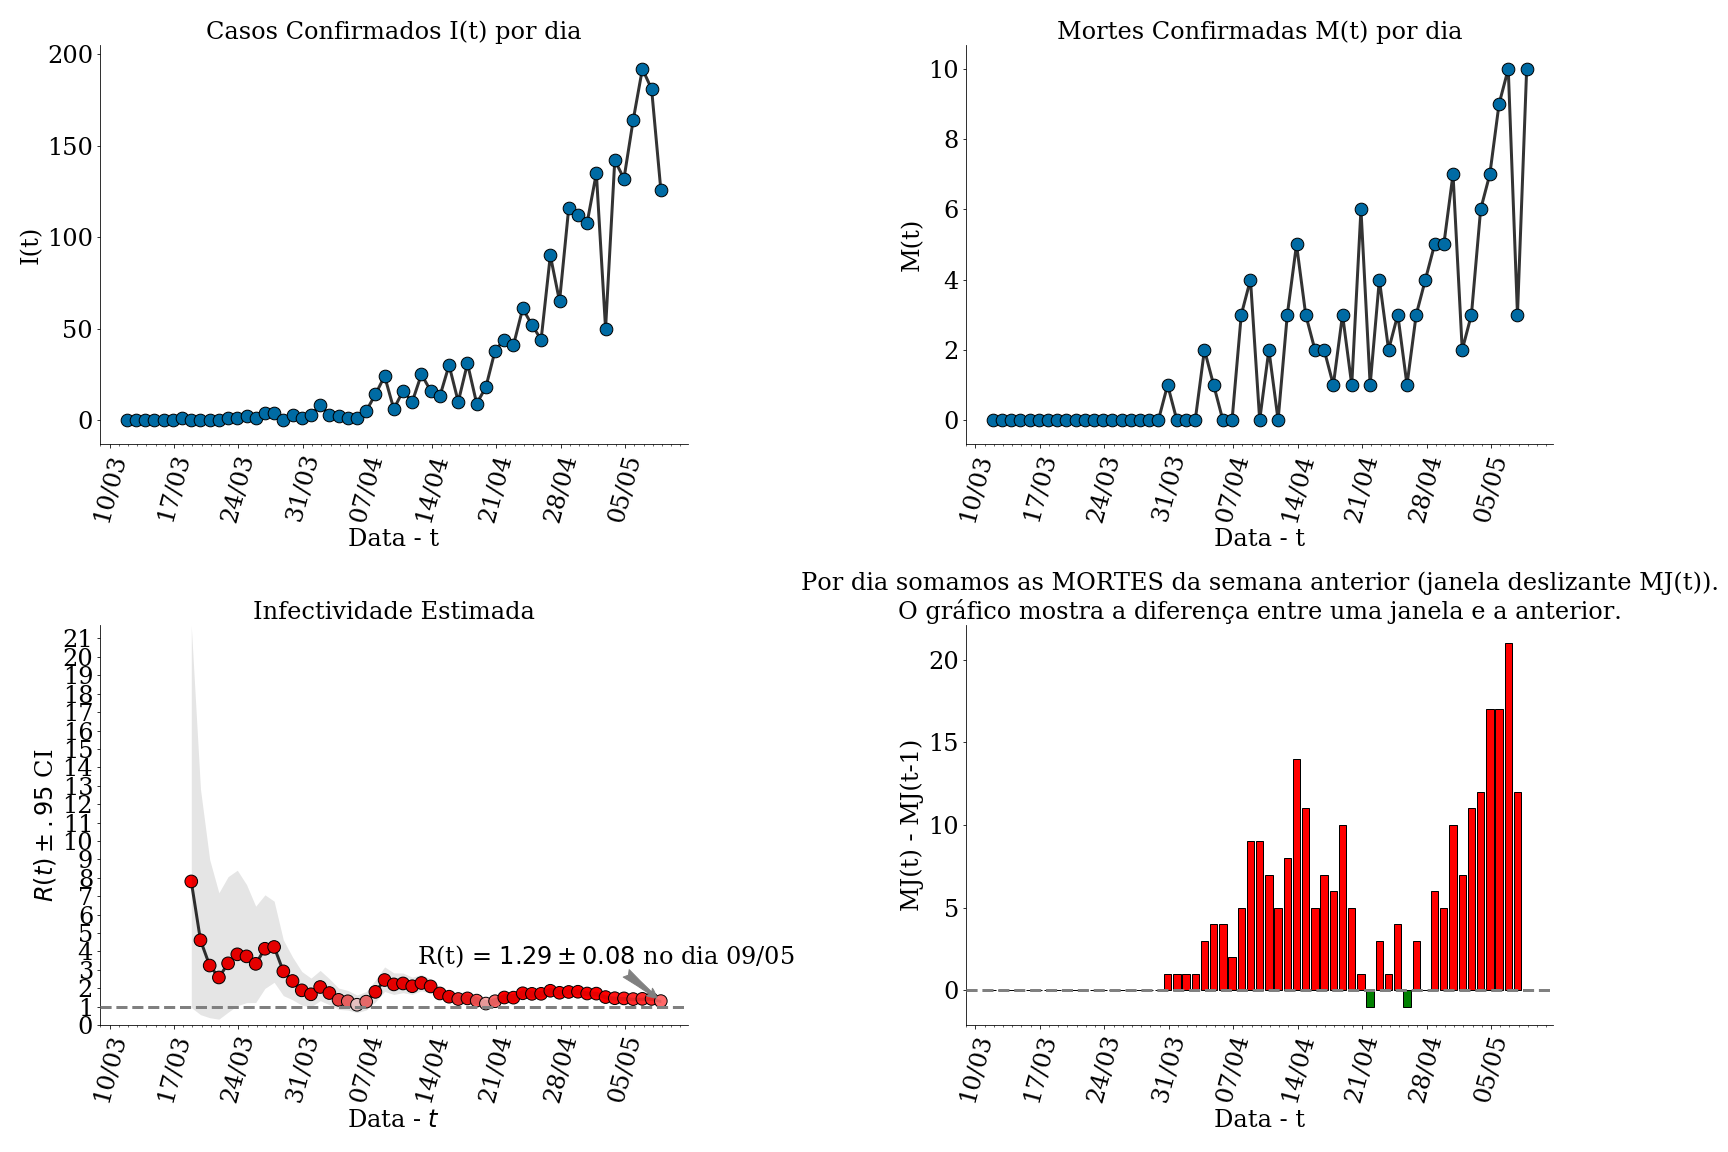 Casos Confirmados I(t) por dia
200
150
100
50
0
I(t)
10/03 17/03 24/03 31/03 07/04 14/04 21/04 28/04 05/05
Data - t
Mortes Confirmadas M(t) por dia
10
8
6
4
2
0
M(t)
10/03 17/03 24/03 31/03 07/04 14/04 21/04 28/04 05/05
Data - t
Infectividade Estimada
21
20
19
18
17
16
15
14
13
12
11
10
9
8
7
6
5
4
3
2
1
0
R(t) ± .95 CI
R(t) = 1.29 ± 0.08 no dia 09/05
10/03 17/03 24/03 31/03 07/04 14/04 21/04 28/04 05/05
Data - t
Por dia somamos as MORTES da semana anterior (janela deslizante MJ(t)).
O gráfico mostra a diferença entre uma janela e a anterior.
20
15
10
5
0
MJ(t) - MJ(t-1)
10/03 17/03 24/03 31/03 07/04 14/04 21/04 28/04 05/05
Data - t